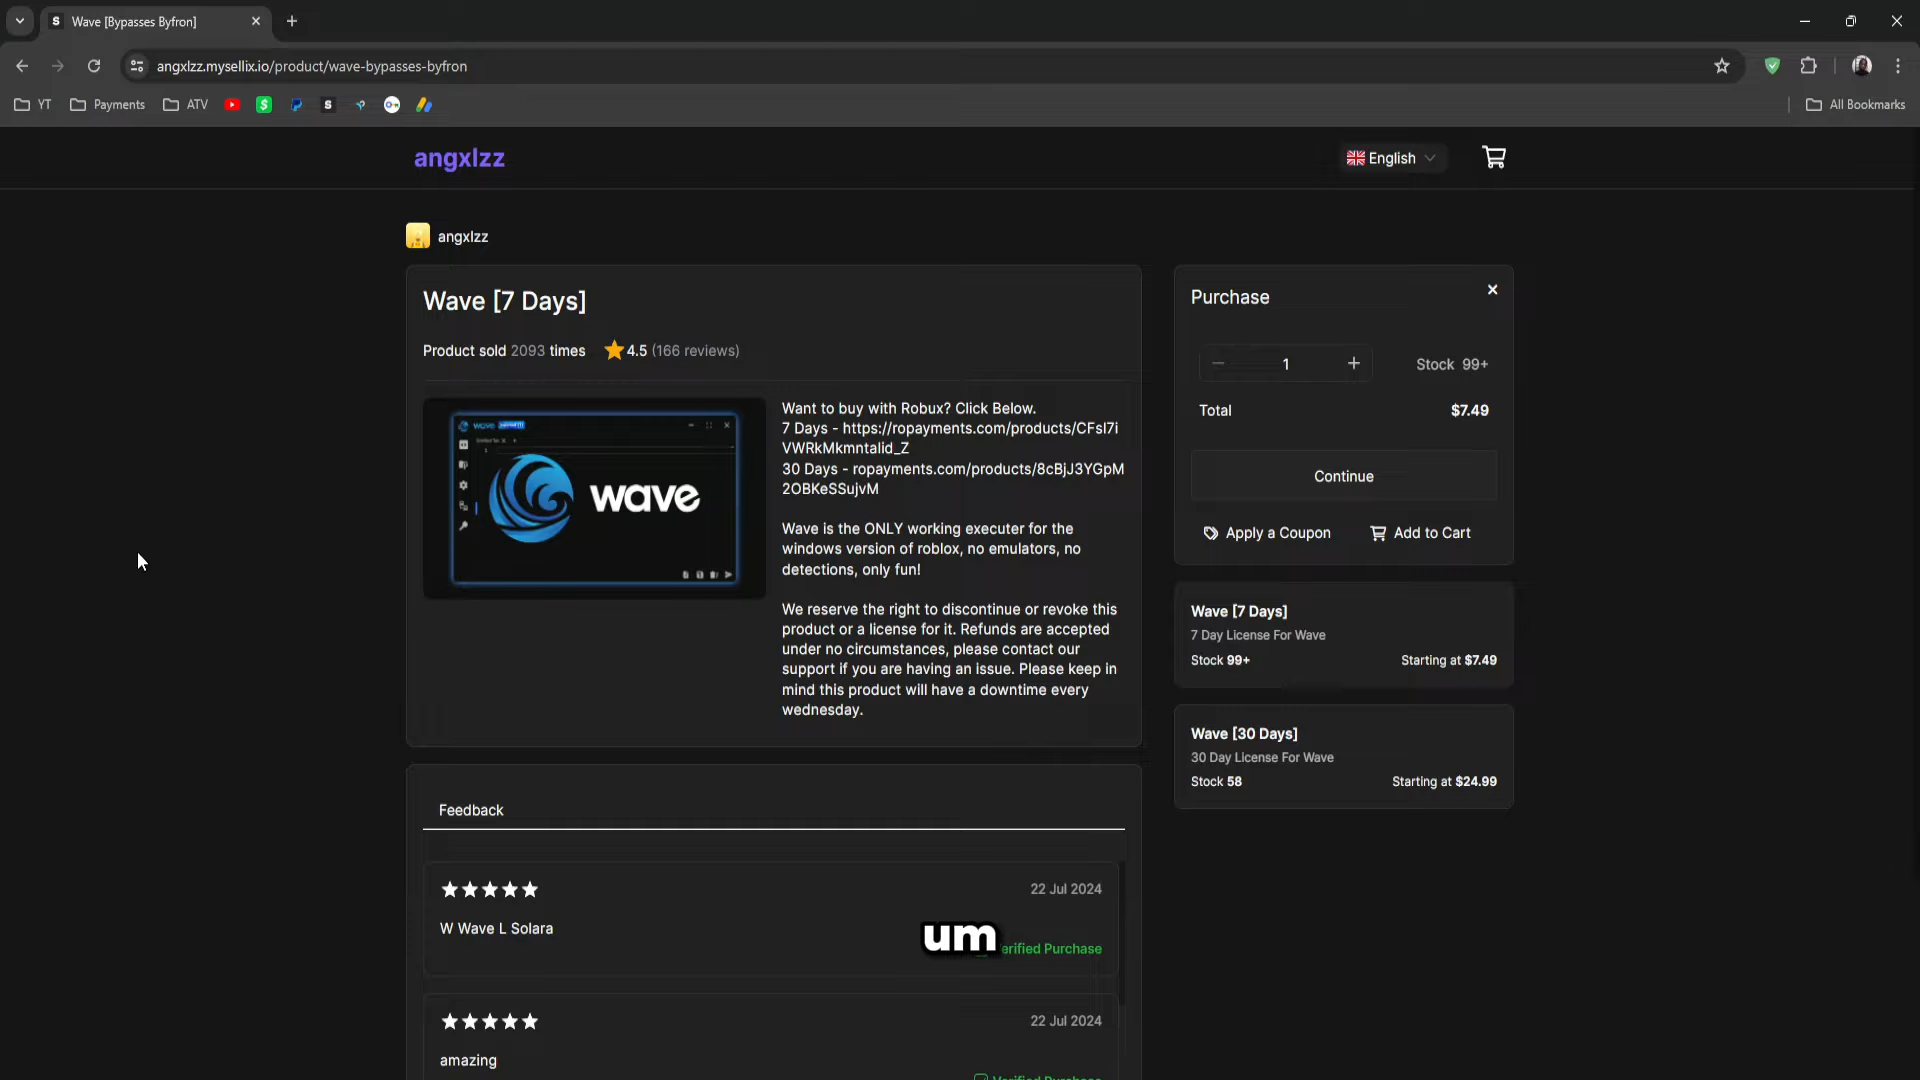 S Wave [Bypasses Byfron]
angxlzz.mysellix.io/product/wave-bypasses-byfron
YT Payments ATV All Bookmarks
angxlzz
English
angxlzz
Wave [7 Days]
Product sold 2093 times 4.5 (166 reviews)
wave
wave
Want to buy with Robux? Click Below.
7 Days - https://ropayments.com/products/CFsl7i
VWRkMkmntalid_Z
30 Days - ropayments.com/products/8cBjJ3YGpM
2OBKeSSujvM
Wave is the ONLY working executer for the
windows version of roblox, no emulators, no
detections, only fun!
We reserve the right to discontinue or revoke this
product or a license for it. Refunds are accepted
under no circumstances, please contact our
support if you are having an issue. Please keep in
mind this product will have a downtime every
wednesday.
Purchase
1 Stock 99+
Total $7.49
Continue
Apply a Coupon Add to Cart
Wave [7 Days]
7 Day License For Wave
Stock 99+ Starting at $7.49
Wave [30 Days]
30 Day License For Wave
Stock 58 Starting at $24.99
Feedback
22 Jul 2024
W Wave L Solara
um
erified Purchase
22 Jul 2024
amazing
Verified Purchase